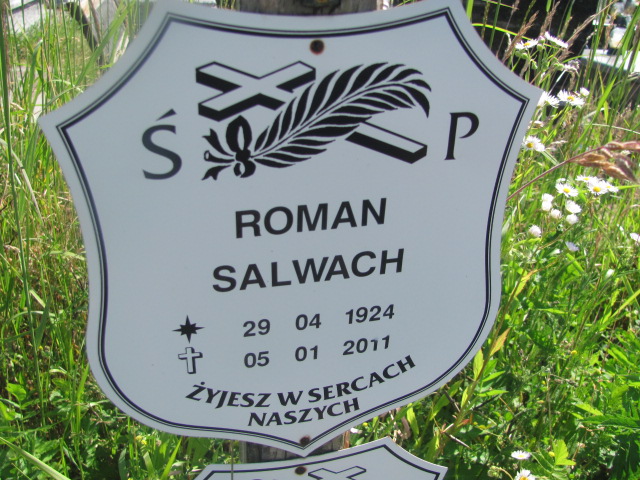 Ś P
ROMAN
SALWACH
29 04 1924
05 01 2011
ŻYJESZ W SERCACH
NASZYCH